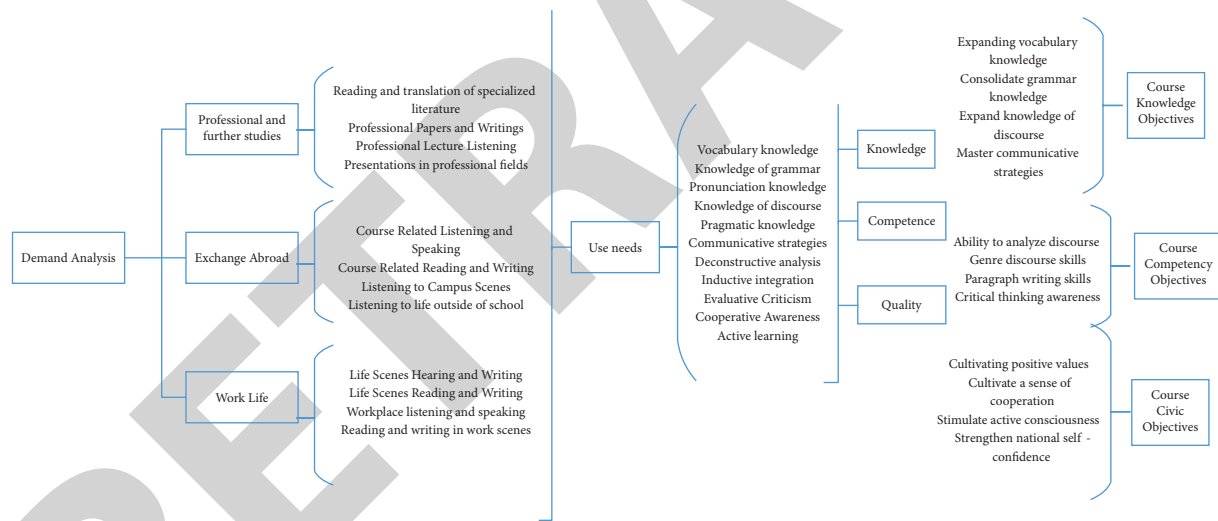 Demand Analysis
Professional and
further studies
Exchange Abroad
Work Life
Reading and translation of specialized
literature
Professional Papers and Writings
Professional Lecture Listening
Presentations in professional fields
Course Related Listening and
Speaking
Course Related Reading and Writing
Listening to Campus Scenes
Listening to life outside of school
Life Scenes Hearing and Writing
Life Scenes Reading and Writing
Workplace listening and speaking
Reading and writing in work scenes
Use needs
Vocabulary knowledge
Knowledge of grammar
Pronunciation knowledge
Knowledge of discourse
Pragmatic knowledge
Communicative strategies
Deconstructive analysis
Inductive integration
Evaluative Criticism
Cooperative Awareness
Active learning
Knowledge
Competence
Quality
Expanding vocabulary
knowledge
Consolidate grammar
knowledge
Expand knowledge of
discourse
Master communicative
strategies
Course
Knowledge
Objectives
Ability to analyze discourse
Genre discourse skills
Paragraph writing skills
Critical thinking awareness
Course
Competency
Objectives
Cultivating positive values
Cultivate a sense of
cooperation
Stimulate active consciousness
Strengthen national self -
confidence
Course
Civic
Objectives
ETRA